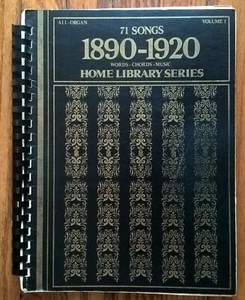 ALL-ORGAN VOLUME 1
71 SONGS
1890-1920
WORDS - CHORDS - MUSIC
HOME LIBRARY SERIES